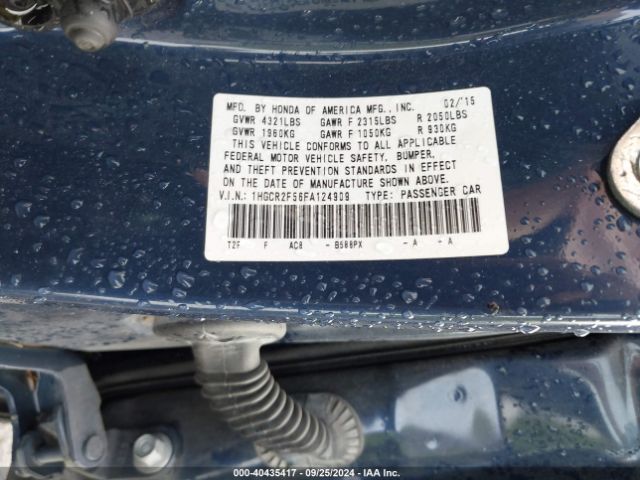 MFD. BY HONDA OF AMERICA MFG., INC. 02/'15
GVWR 4321LBS GAWR F 2315LBS R 2050LBS
GVWR 1960KG GAWR F 1050KG R 930KG
THIS VEHICLE CONFORMS TO ALL APPLICABLE
FEDERAL MOTOR VEHICLE SAFETY, BUMPER,
AND THEFT PREVENTION STANDARDS IN EFFECT
ON THE DATE OF MANUFACTURE SHOWN ABOVE.
V.I.N.: 1HGCR2F56FA124909 TYPE: PASSENGER CAR
T2F F AC8 - B588PX - A - A
000-40435417 - 09/25/2024 - IAA Inc.